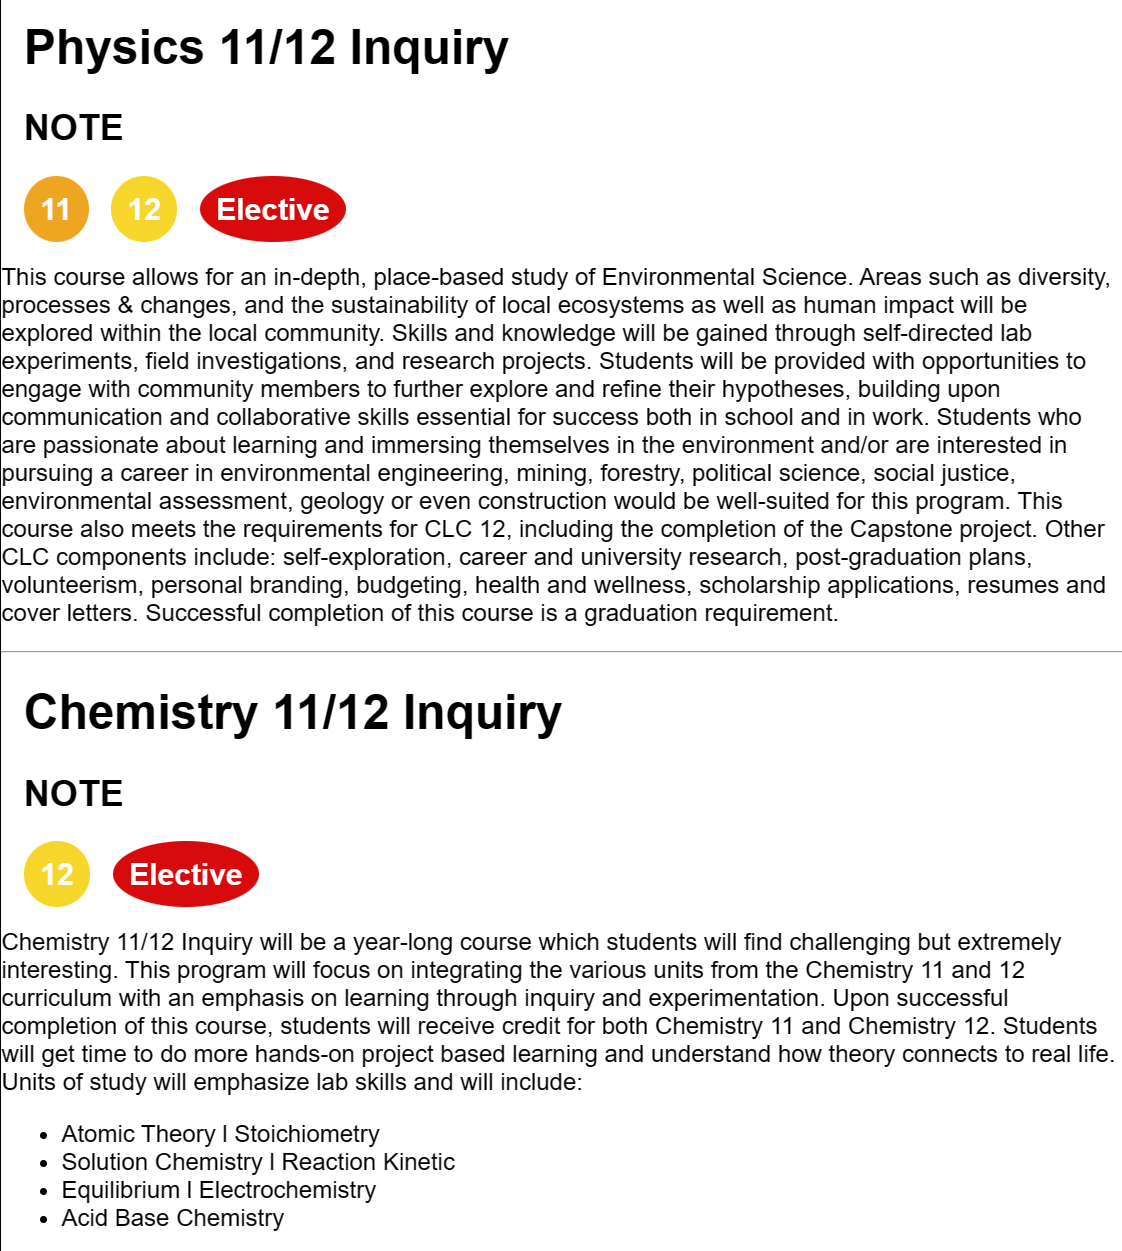 Physics 11/12 Inquiry
NOTE
11 12 Elective
This course allows for an in-depth, place-based study of Environmental Science. Areas such as diversity,
processes & changes, and the sustainability of local ecosystems as well as human impact will be
explored within the local community. Skills and knowledge will be gained through self-directed lab
experiments, field investigations, and research projects. Students will be provided with opportunities to
engage with community members to further explore and refine their hypotheses, building upon
communication and collaborative skills essential for success both in school and in work. Students who
are passionate about learning and immersing themselves in the environment and/or are interested in
pursuing a career in environmental engineering, mining, forestry, political science, social justice,
environmental assessment, geology or even construction would be well-suited for this program. This
course also meets the requirements for CLC 12, including the completion of the Capstone project. Other
CLC components include: self-exploration, career and university research, post-graduation plans,
volunteerism, personal branding, budgeting, health and wellness, scholarship applications, resumes and
cover letters. Successful completion of this course is a graduation requirement.
Chemistry 11/12 Inquiry
NOTE
12 Elective
Chemistry 11/12 Inquiry will be a year-long course which students will find challenging but extremely
interesting. This program will focus on integrating the various units from the Chemistry 11 and 12
curriculum with an emphasis on learning through inquiry and experimentation. Upon successful
completion of this course, students will receive credit for both Chemistry 11 and Chemistry 12. Students
will get time to do more hands-on project based learning and understand how theory connects to real life.
Units of study will emphasize lab skills and will include:
• Atomic Theory l Stoichiometry
• Solution Chemistry l Reaction Kinetic
• Equilibrium l Electrochemistry
• Acid Base Chemistry